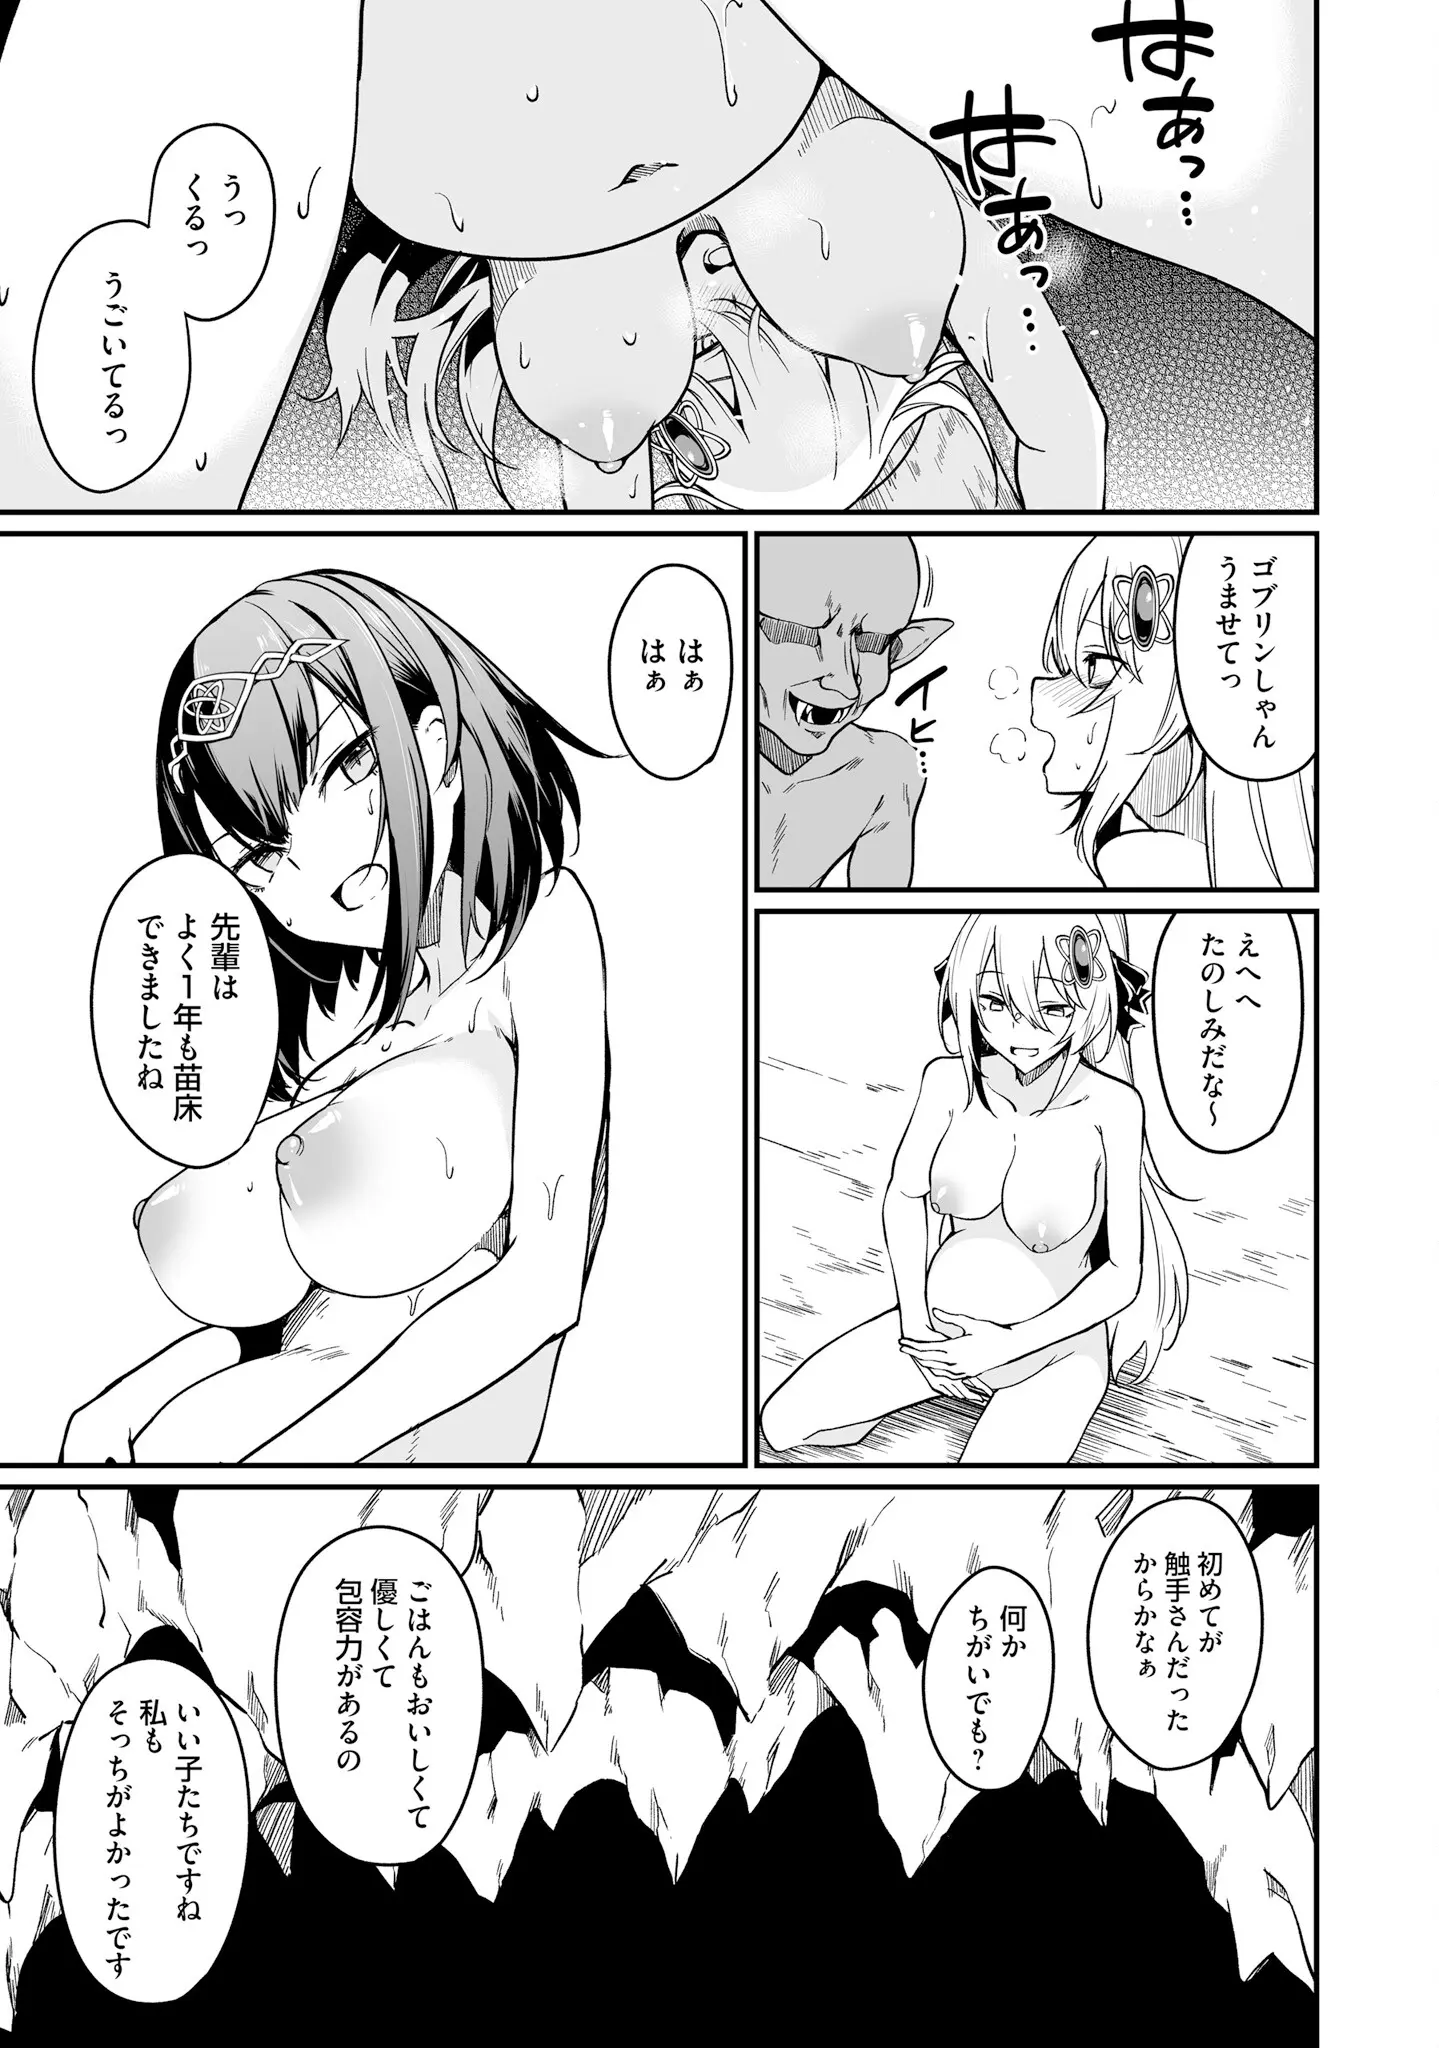 はあっ…
はあっ…
うっ
くるっ
うごいてるっ
ゴブリンしゃん
うませてっ
イヒ…
えへへ
たのしみだな～
はぁ
はぁ
先輩は
よく1年も苗床
できましたね
初めてが
触手さんだった
からかなぁ
何か
ちがいでも?
ごはんもおいしくて
優しくて
包容力があるの
いい子たちですね
私も
そっちがよかったです